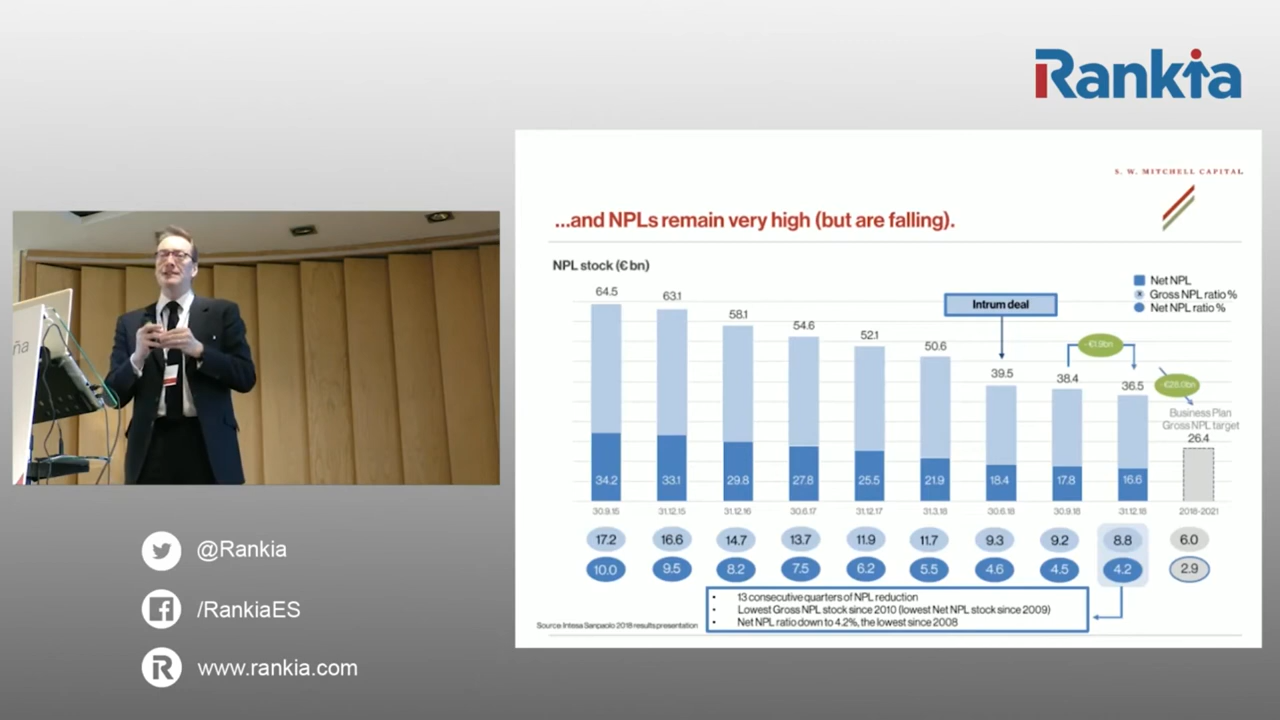 Rankia
S. W. MITCHELL CAPITAL
...and NPLs remain very high (but are falling).
NPL stock (€ bn)
Net NPL
Gross NPL ratio %
Net NPL ratio %
Intrum deal
64.5 63.1 58.1 54.6 52.1 50.6 39.5 38.4 36.5
-€1.9bn
-€28.0bn
Business Plan
Gross NPL target
26.4
34.2 33.1 29.8 27.8 25.5 21.9 18.4 17.8 16.6
30.9.15 31.12.15 31.12.16 30.6.17 31.12.17 31.3.18 30.6.18 30.9.18 31.12.18 2018-2021
17.2 16.6 14.7 13.7 11.9 11.7 9.3 9.2 8.8 6.0
10.0 9.5 8.2 7.5 6.2 5.5 4.6 4.5 4.2 2.9
• 13 consecutive quarters of NPL reduction
• Lowest Gross NPL stock since 2010 (lowest Net NPL stock since 2009)
• Net NPL ratio down to 4.2%, the lowest since 2008
Source: Intesa Sanpaolo 2018 results presentation
ña
@Rankia
/RankiaES
www.rankia.com